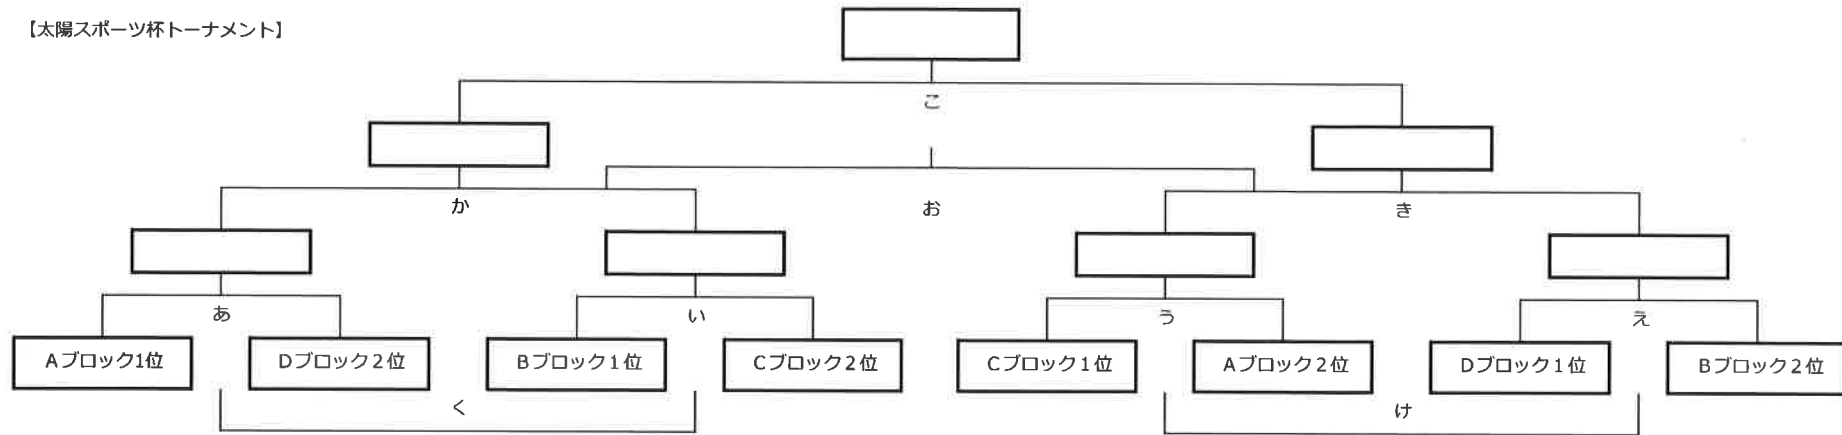 【太陽スポーツ杯トーナメント】
こ
か
お
き
あ
い
う
え
Aブロック1位
Dブロック２位
Bブロック１位
Cブロック２位
Cブロック１位
Aブロック２位
Dブロック１位
Bブロック２位
く
け